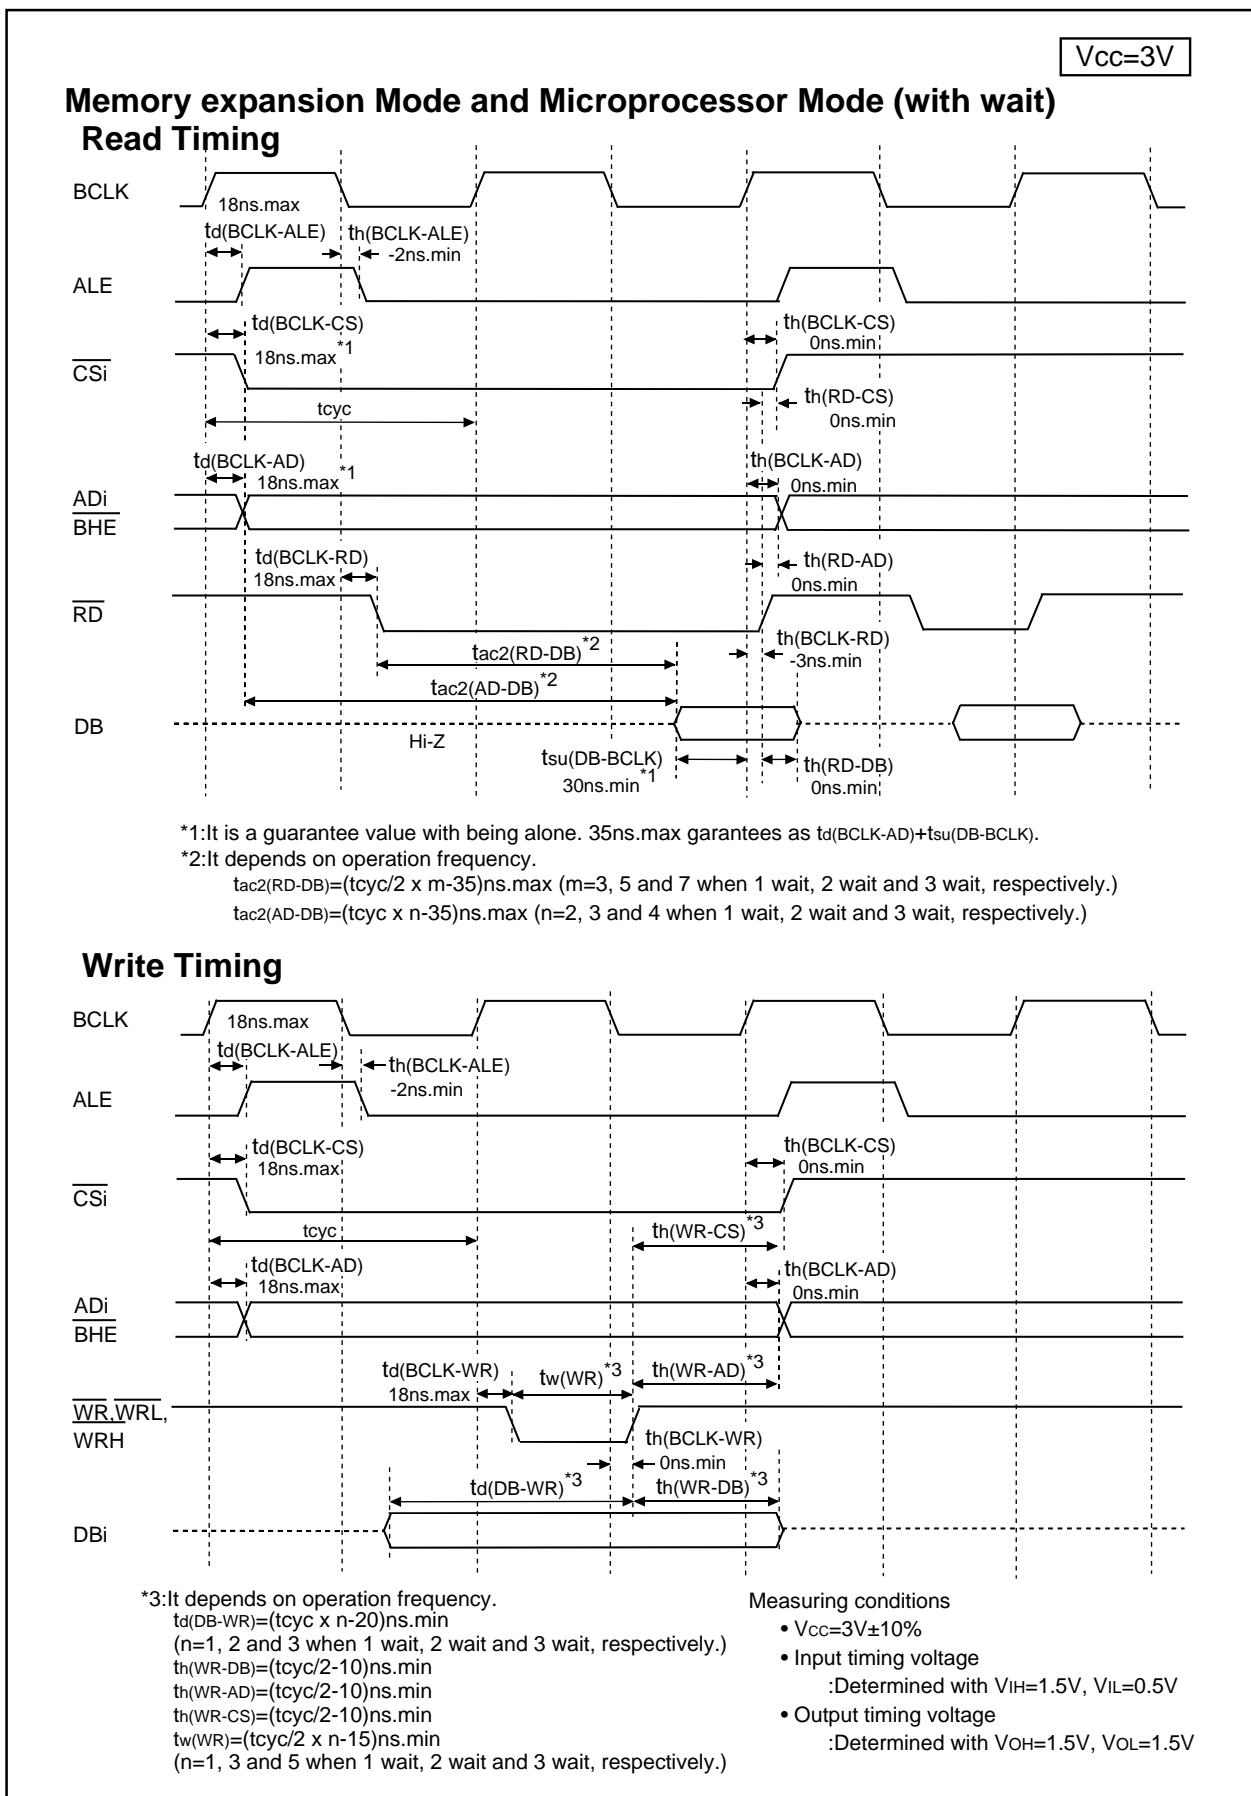 Vcc=3V
Memory expansion Mode and Microprocessor Mode (with wait)
Read Timing
BCLK
18ns.max
td(BCLK-ALE)
th(BCLK-ALE)
-2ns.min
ALE
td(BCLK-CS)
18ns.max*1
th(BCLK-CS)
0ns.min
CSi
tcyc
th(RD-CS)
0ns.min
td(BCLK-AD)
18ns.max*1
th(BCLK-AD)
0ns.min
ADi
BHE
td(BCLK-RD)
18ns.max
th(RD-AD)
0ns.min
RD
tac2(RD-DB)*2
th(BCLK-RD)
-3ns.min
tac2(AD-DB)*2
DB
Hi-Z
tsu(DB-BCLK)
30ns.min*1
th(RD-DB)
0ns.min
*1:It is a guarantee value with being alone. 35ns.max garantees as td(BCLK-AD)+tsu(DB-BCLK).
*2:It depends on operation frequency.
tac2(RD-DB)=(tcyc/2 x m-35)ns.max (m=3, 5 and 7 when 1 wait, 2 wait and 3 wait, respectively.)
tac2(AD-DB)=(tcyc x n-35)ns.max (n=2, 3 and 4 when 1 wait, 2 wait and 3 wait, respectively.)
Write Timing
BCLK
18ns.max
td(BCLK-ALE)
th(BCLK-ALE)
-2ns.min
ALE
td(BCLK-CS)
18ns.max
th(BCLK-CS)
0ns.min
CSi
tcyc
th(WR-CS)*3
td(BCLK-AD)
18ns.max
th(BCLK-AD)
0ns.min
ADi
BHE
td(BCLK-WR)
18ns.max
tw(WR)*3
th(WR-AD)*3
WR,WRL,
WRH
th(BCLK-WR)
0ns.min
td(DB-WR)*3
th(WR-DB)*3
DBi
*3:It depends on operation frequency.
td(DB-WR)=(tcyc x n-20)ns.min
(n=1, 2 and 3 when 1 wait, 2 wait and 3 wait, respectively.)
th(WR-DB)=(tcyc/2-10)ns.min
th(WR-AD)=(tcyc/2-10)ns.min
th(WR-CS)=(tcyc/2-10)ns.min
tw(WR)=(tcyc/2 x n-15)ns.min
(n=1, 3 and 5 when 1 wait, 2 wait and 3 wait, respectively.)
Measuring conditions
• VCC=3V±10%
• Input timing voltage
:Determined with VIH=1.5V, VIL=0.5V
• Output timing voltage
:Determined with VOH=1.5V, VOL=1.5V